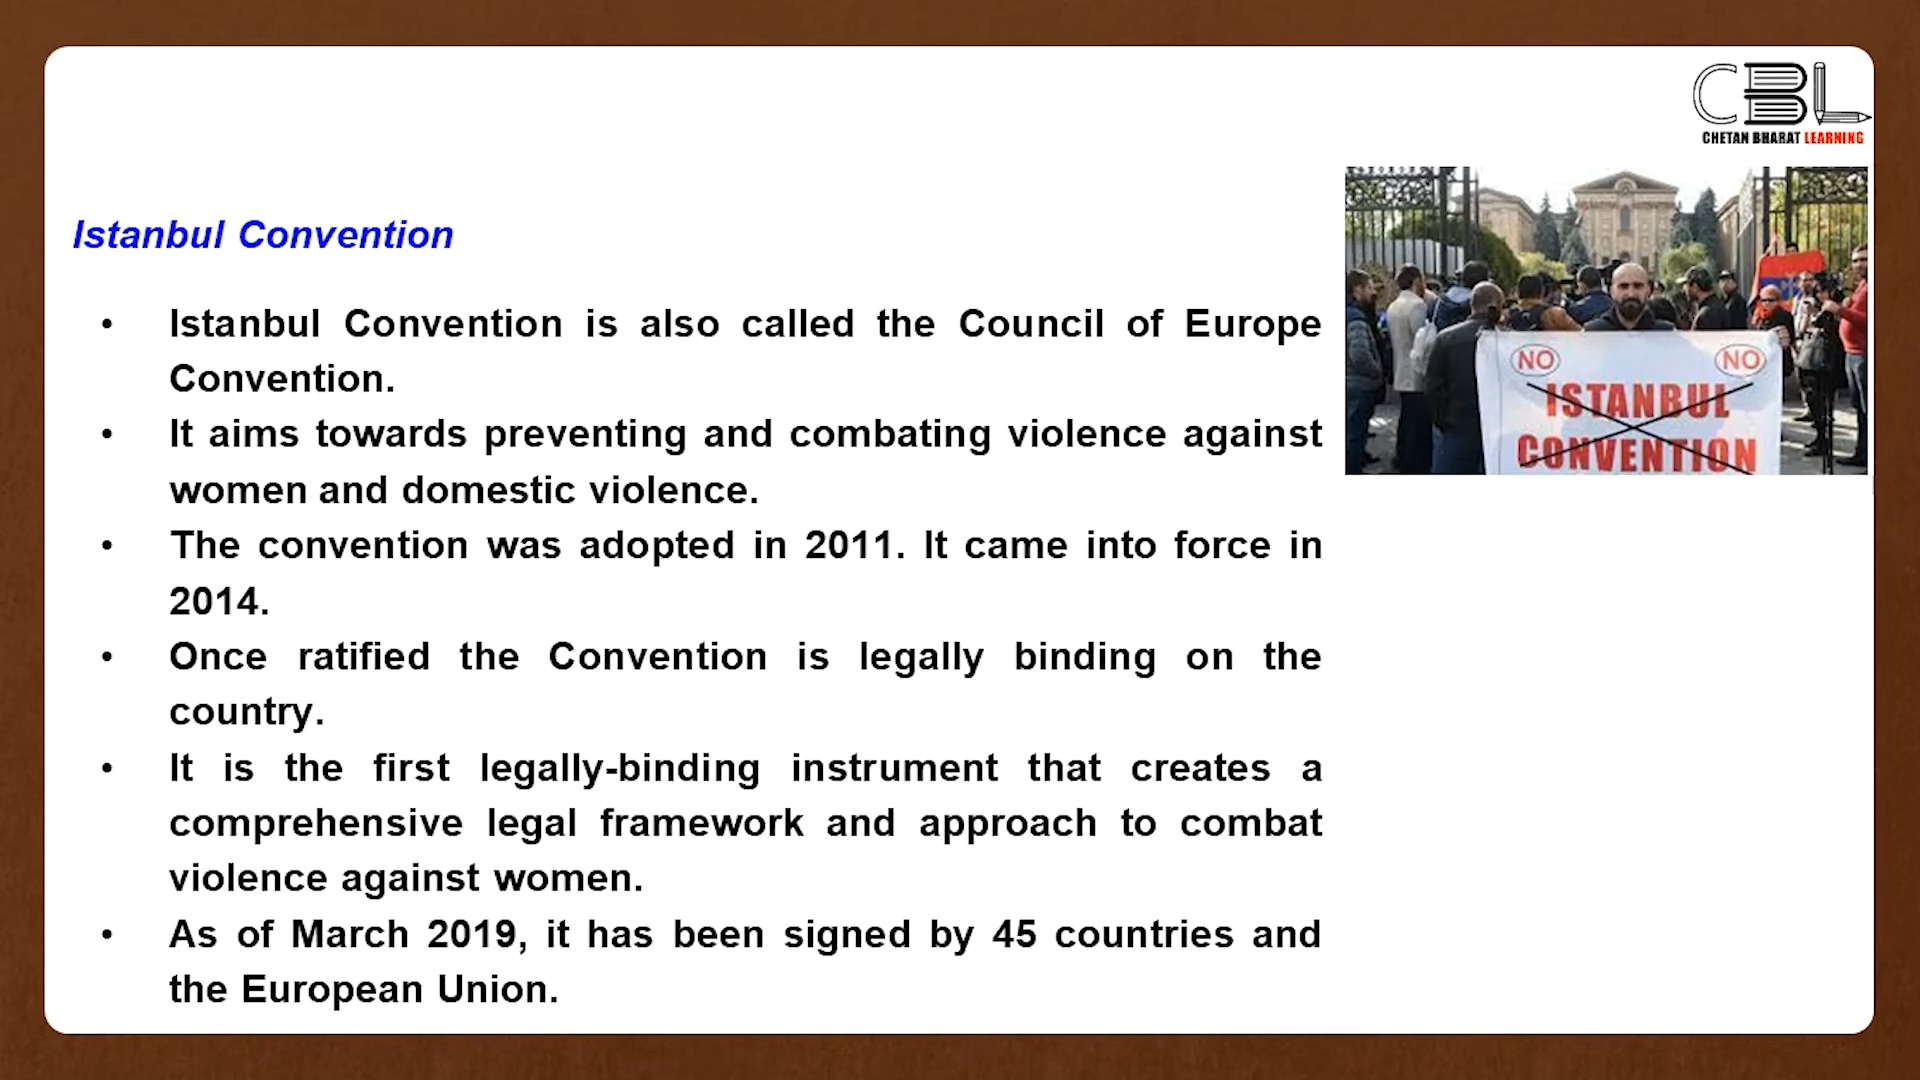 CBL
CHETAN BHARAT LEARNING
Istanbul Convention
• Istanbul Convention is also called the Council of Europe
Convention.
• It aims towards preventing and combating violence against
women and domestic violence.
• The convention was adopted in 2011. It came into force in
2014.
• Once ratified the Convention is legally binding on the
country.
• It is the first legally-binding instrument that creates a
comprehensive legal framework and approach to combat
violence against women.
• As of March 2019, it has been signed by 45 countries and
the European Union.
NO NO
ISTANBUL
CONVENTION